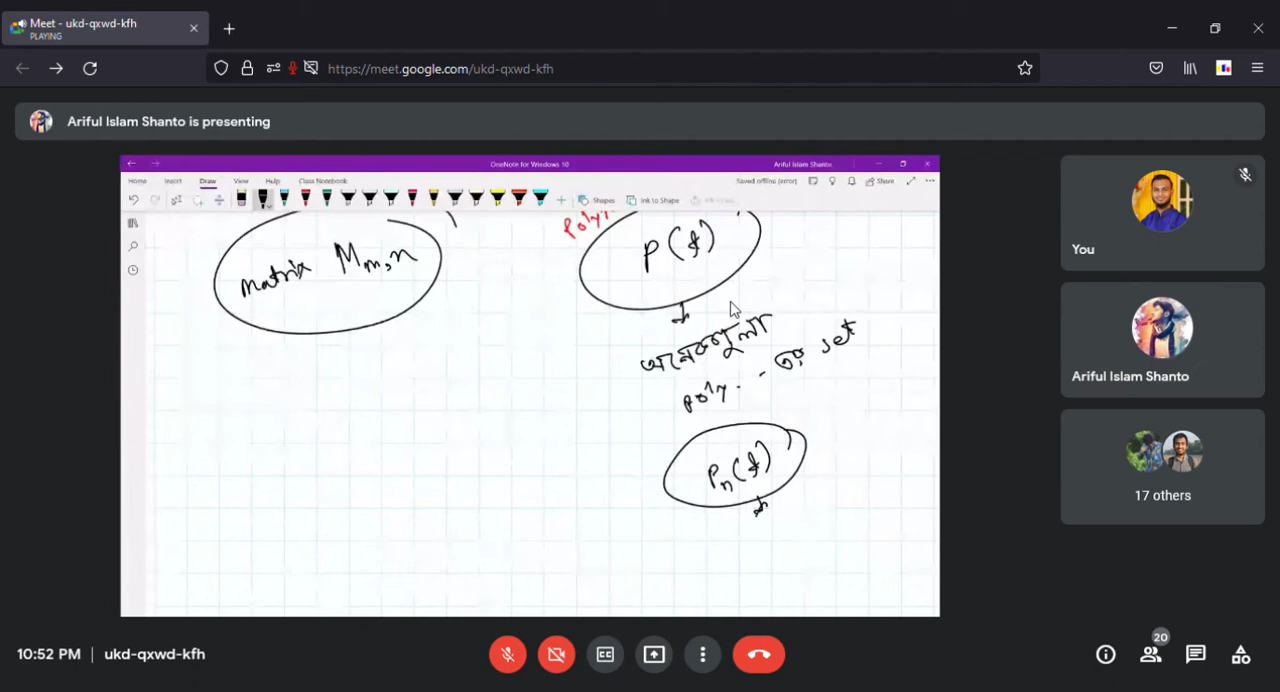 Meet - ukd-qxwd-kfh
PLAYING
https://meet.google.com/ukd-qxwd-kfh
Ariful Islam Shanto is presenting
OneNote for Windows 10
Ariful Islam Shanto
Home Insert Draw View Help Class Notebook
Saved offline (error)
Share
Shapes
Ink to Shape
Poly
matrix M m,n
P(t)
অনেকগুলা
poly. - এর set
Pn(t)
You
Ariful Islam Shanto
17 others
10:52 PM | ukd-qxwd-kfh
20